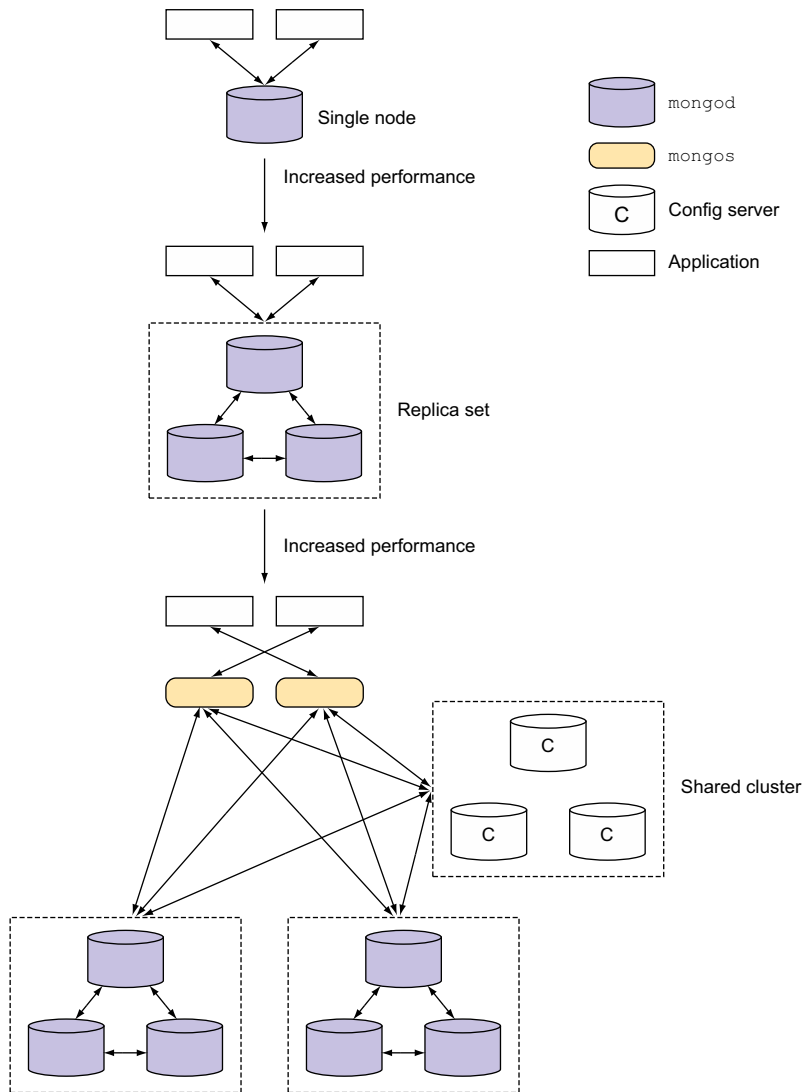 Single node
mongod
Increased performance
mongos
C
Config server
Application
Replica set
Increased performance
C
Shared cluster
C
C